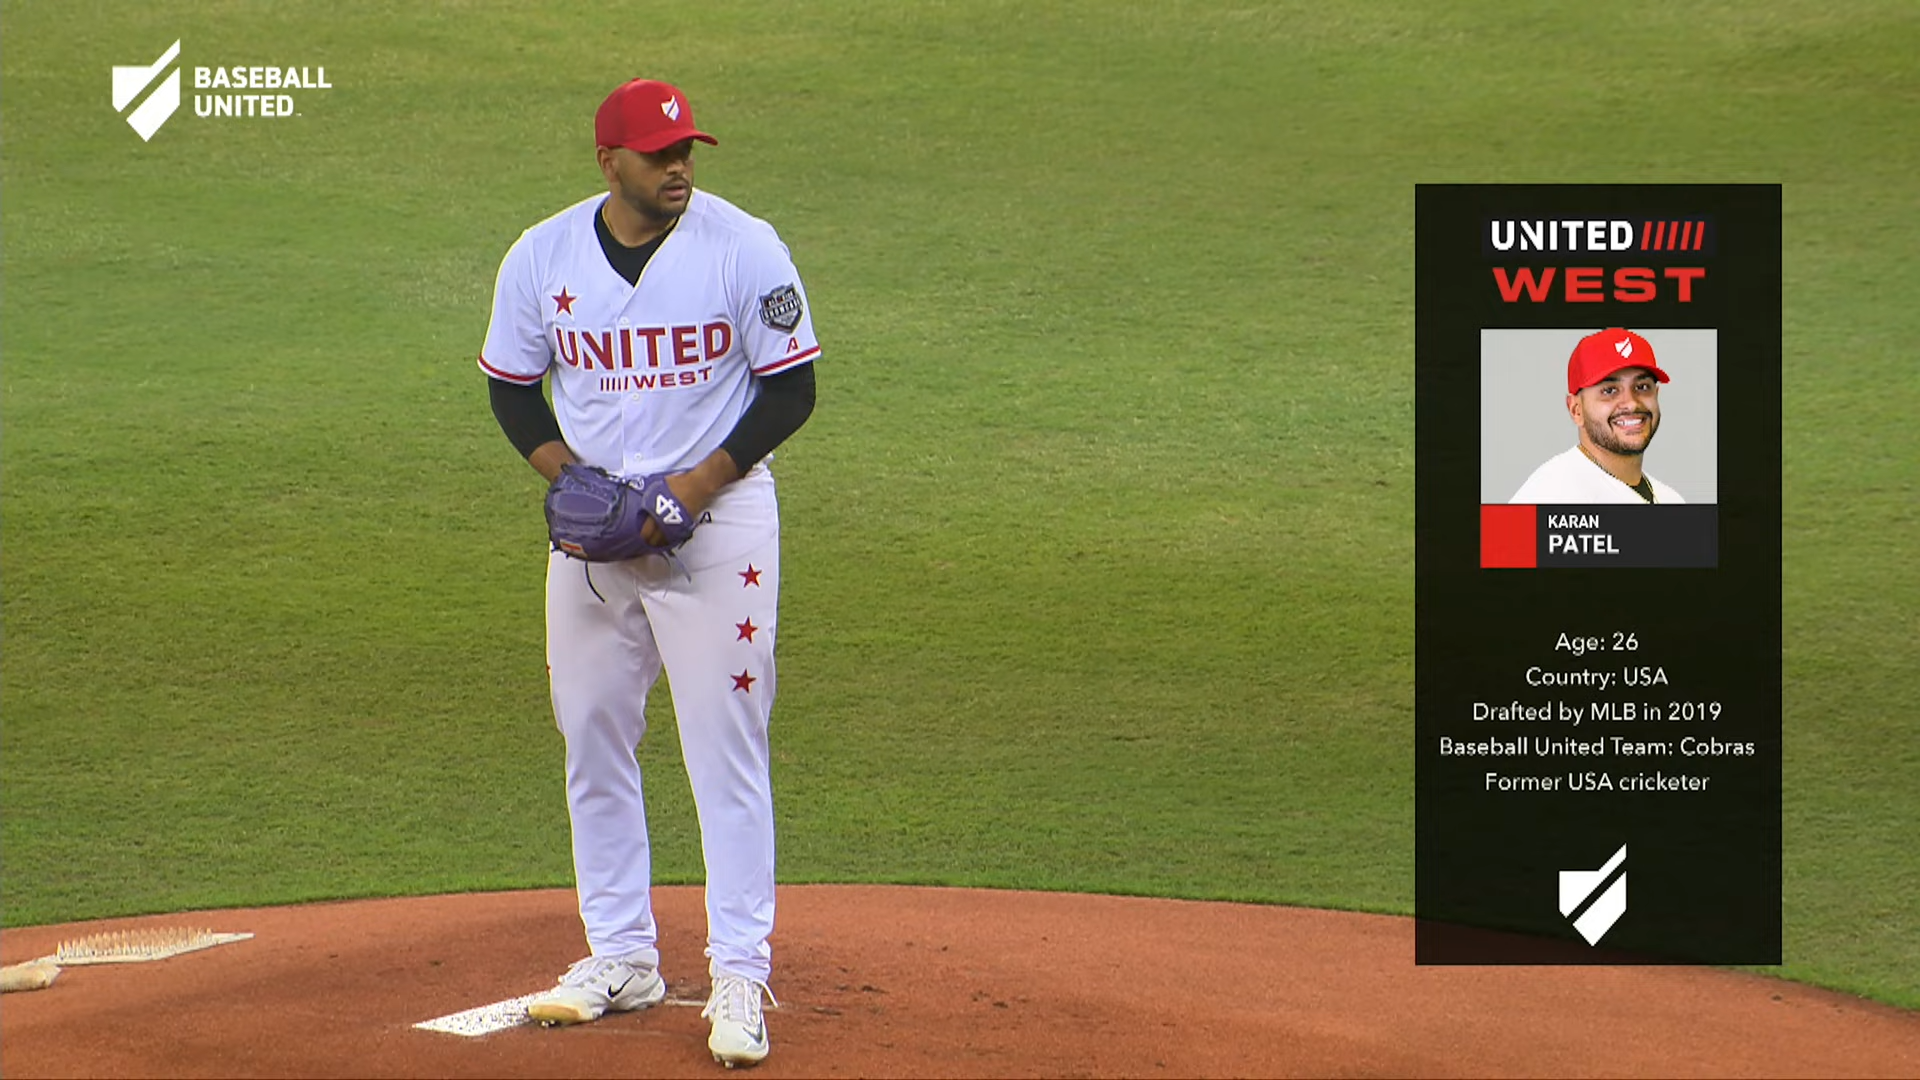 BASEBALL
UNITED
UNITED
WEST
A
44
A
UNITED
WEST
KARAN
PATEL
Age: 26
Country: USA
Drafted by MLB in 2019
Baseball United Team: Cobras
Former USA cricketer